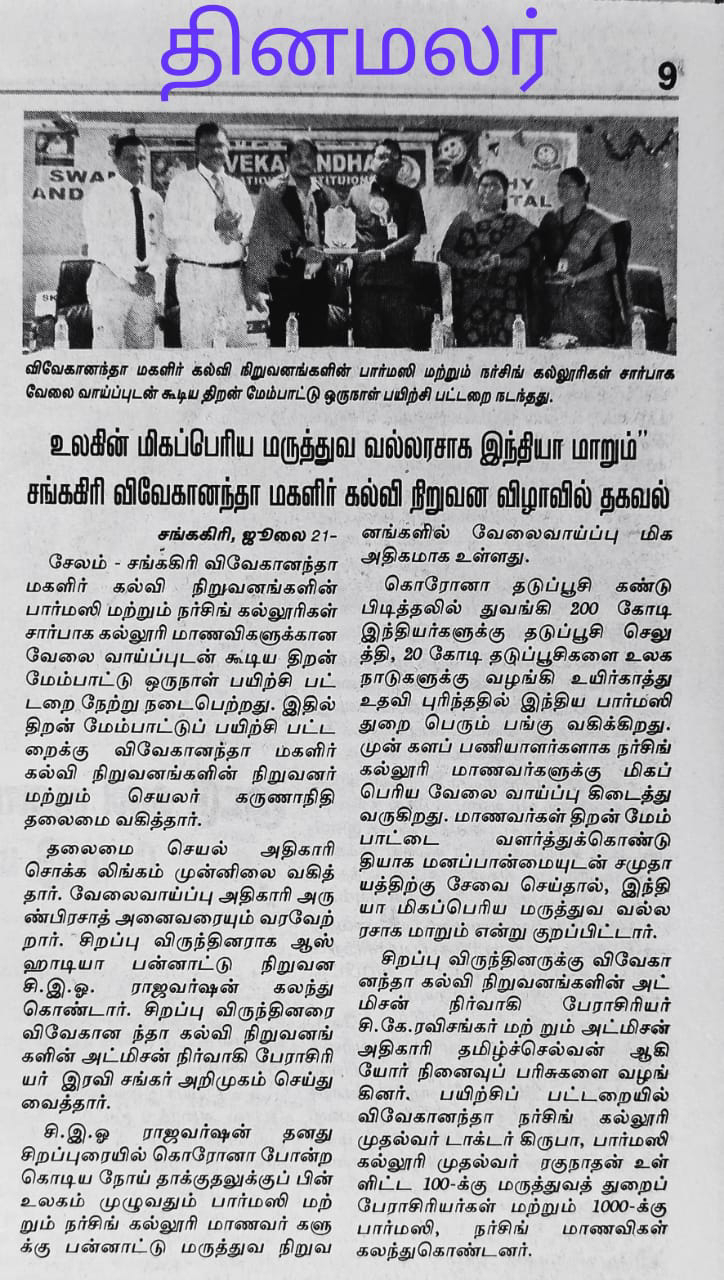 தினமலர்
9
SWA
AND
VEKA NANDHA
HY
TAL
SK
விவேகானந்தா மகளிர் கல்வி நிறுவனங்களின் பார்மஸி மற்றும் நர்சிங் கல்லூரிகள் சார்பாக
வேலை வாய்ப்புடன் கூடிய திறன் மேம்பாட்டு ஒருநாள் பயிற்சி பட்டறை நடந்தது.
உலகின் மிகப்பேரிய மருத்துவ வல்லரசாக இந்தியா மாறும்”
சங்ககிரி விவேகானந்தா மகளிர் கல்வி நிறுவன விழாவில் தகவல்
சங்ககிரி, ஜூலை 21-
சேலம் - சங்ககிரி விவேகானந்தா
மகளிர் கல்வி நிறுவனங்களின்
பார்மஸி மற்றும் நர்சிங் கல்லூரிகள்
சார்பாக கல்லூரி மாணவிகளுக்கான
வேலை வாய்ப்புடன் கூடிய திறன்
மேம்பாட்டு ஒருநாள் பயிற்சி பட்
டறை நேற்று நடைபெற்றது. இதில்
திறன் மேம்பாட்டுப் பயிற்சி பட்ட
றைக்கு விவேகானந்தா மகளிர்
கல்வி நிறுவனங்களின் நிறுவனர்
மற்றும் செயலர் கருணாநிதி
தலைமை வகித்தார்.
தலைமை செயல் அதிகாரி
சொக்க லிங்கம் முன்னிலை வகித்
தார். வேலைவாய்ப்பு அதிகாரி அரு
ண்பிரசாத் அனைவரையும் வரவேற்
றார். சிறப்பு விருந்தினராக ஆஸ்
ஹாடியா பன்னாட்டு நிறுவன
சி.இ.ஓ. ராஜவர்ஷன் கலந்து
கொண்டார். சிறப்பு விருந்தினரை
விவேகான ந்தா கல்வி நிறுவனங்
களின் அட்மிசன் நிர்வாகி பேராசிரி
யர் இரவி சங்கர் அறிமுகம் செய்து
வைத்தார்.
சி.இ.ஓ ராஜவர்ஷன் தனது
சிறப்புரையில் கொரோனா போன்ற
கொடிய நோய் தாக்குதலுக்குப் பின்
உலகம் முழுவதும் பார்மஸி மற்
றும் நர்சிங் கல்லூரி மாணவர் களு
க்கு பன்னாட்டு மருத்துவ நிறுவ
னங்களில் வேலைவாய்ப்பு மிக
அதிகமாக உள்ளது.
கொரோனா தடுப்பூசி கண்டு
பிடித்தலில் துவங்கி 200 கோடி
இந்தியர்களுக்கு தடுப்பூசி செலு
த்தி, 20 கோடி தடுப்பூசிகளை உலக
நாடுகளுக்கு வழங்கி உயிர்காத்து
உதவி புரிந்ததில் இந்திய பார்மஸி
துறை பெரும் பங்கு வகிக்கிறது.
முன் களப் பணியாளர்களாக நர்சிங்
கல்லூரி மாணவர்களுக்கு மிகப்
பெரிய வேலை வாய்ப்பு கிடைத்து
வருகிறது. மாணவர்கள் திறன் மேம்
பாட்டை வளர்த்துக்கொண்டு
தியாக மனப்பான்மையுடன் சமுதா
யத்திற்கு சேவை செய்தால், இந்தி
யா மிகப்பெரிய மருத்துவ வல்ல
ரசாக மாறும் என்று குறப்பிட்டார்.
சிறப்பு விருந்தினருக்கு விவேகா
னந்தா கல்வி நிறுவனங்களின் அட்
மிசன் நிர்வாகி பேராசிரியர்
சி.கே.ரவிசங்கர் மற் றும் அட்மிசன்
அதிகாரி தமிழ்ச்செல்வன் ஆகி
யோர் நினைவுப் பரிசுகளை வழங்
கினர். பயிற்சிப் பட்டறையில்
விவேகானந்தா நர்சிங் கல்லூரி
முதல்வர் டாக்டர் கிருபா, பார்மஸி
கல்லூரி முதல்வர் ரகுநாதன் உள்
ளிட்ட 100-க்கு மருத்துவத் துறைப்
பேராசிரியர்கள் மற்றும் 1000-க்கு
பார்மஸி, நர்சிங் மாணவிகள்
கலந்துகொண்டனர்.